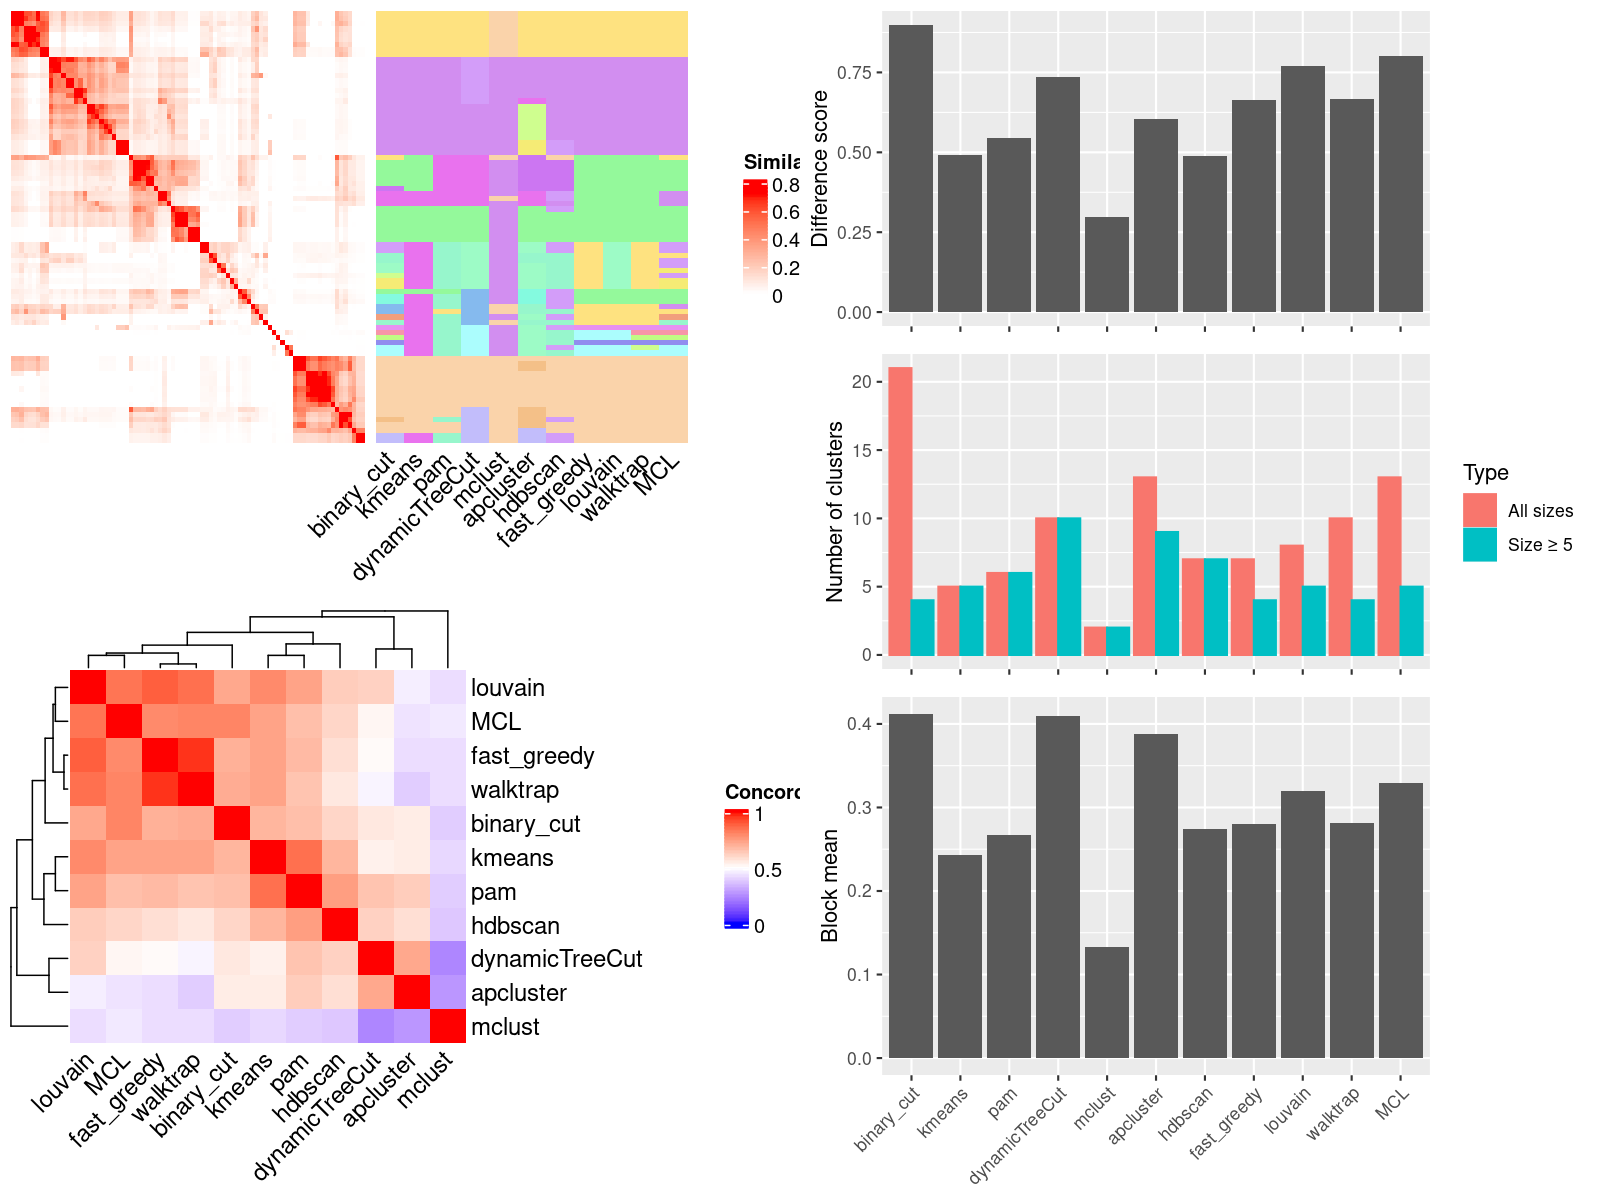 Simila
0.8
0.6
0.4
0.2
0
binary_cut
kmeans
pam
dynamicTreeCut
mclust
apcluster
hdbscan
fast_greedy
louvain
walktrap
MCL
louvain
MCL
fast_greedy
walktrap
binary_cut
kmeans
pam
hdbscan
dynamicTreeCut
apcluster
mclust
louvain
MCL
fast_greedy
walktrap
binary_cut
kmeans
pam
hdbscan
dynamicTreeCut
apcluster
mclust
Concord
1
0.5
0
Difference score
0.75
0.50
0.25
0.00
Number of clusters
20
15
10
5
0
Type
All sizes
Size ≥ 5
Block mean
0.4
0.3
0.2
0.1
0.0
binary_cut
kmeans
pam
dynamicTreeCut
mclust
apcluster
hdbscan
fast_greedy
louvain
walktrap
MCL